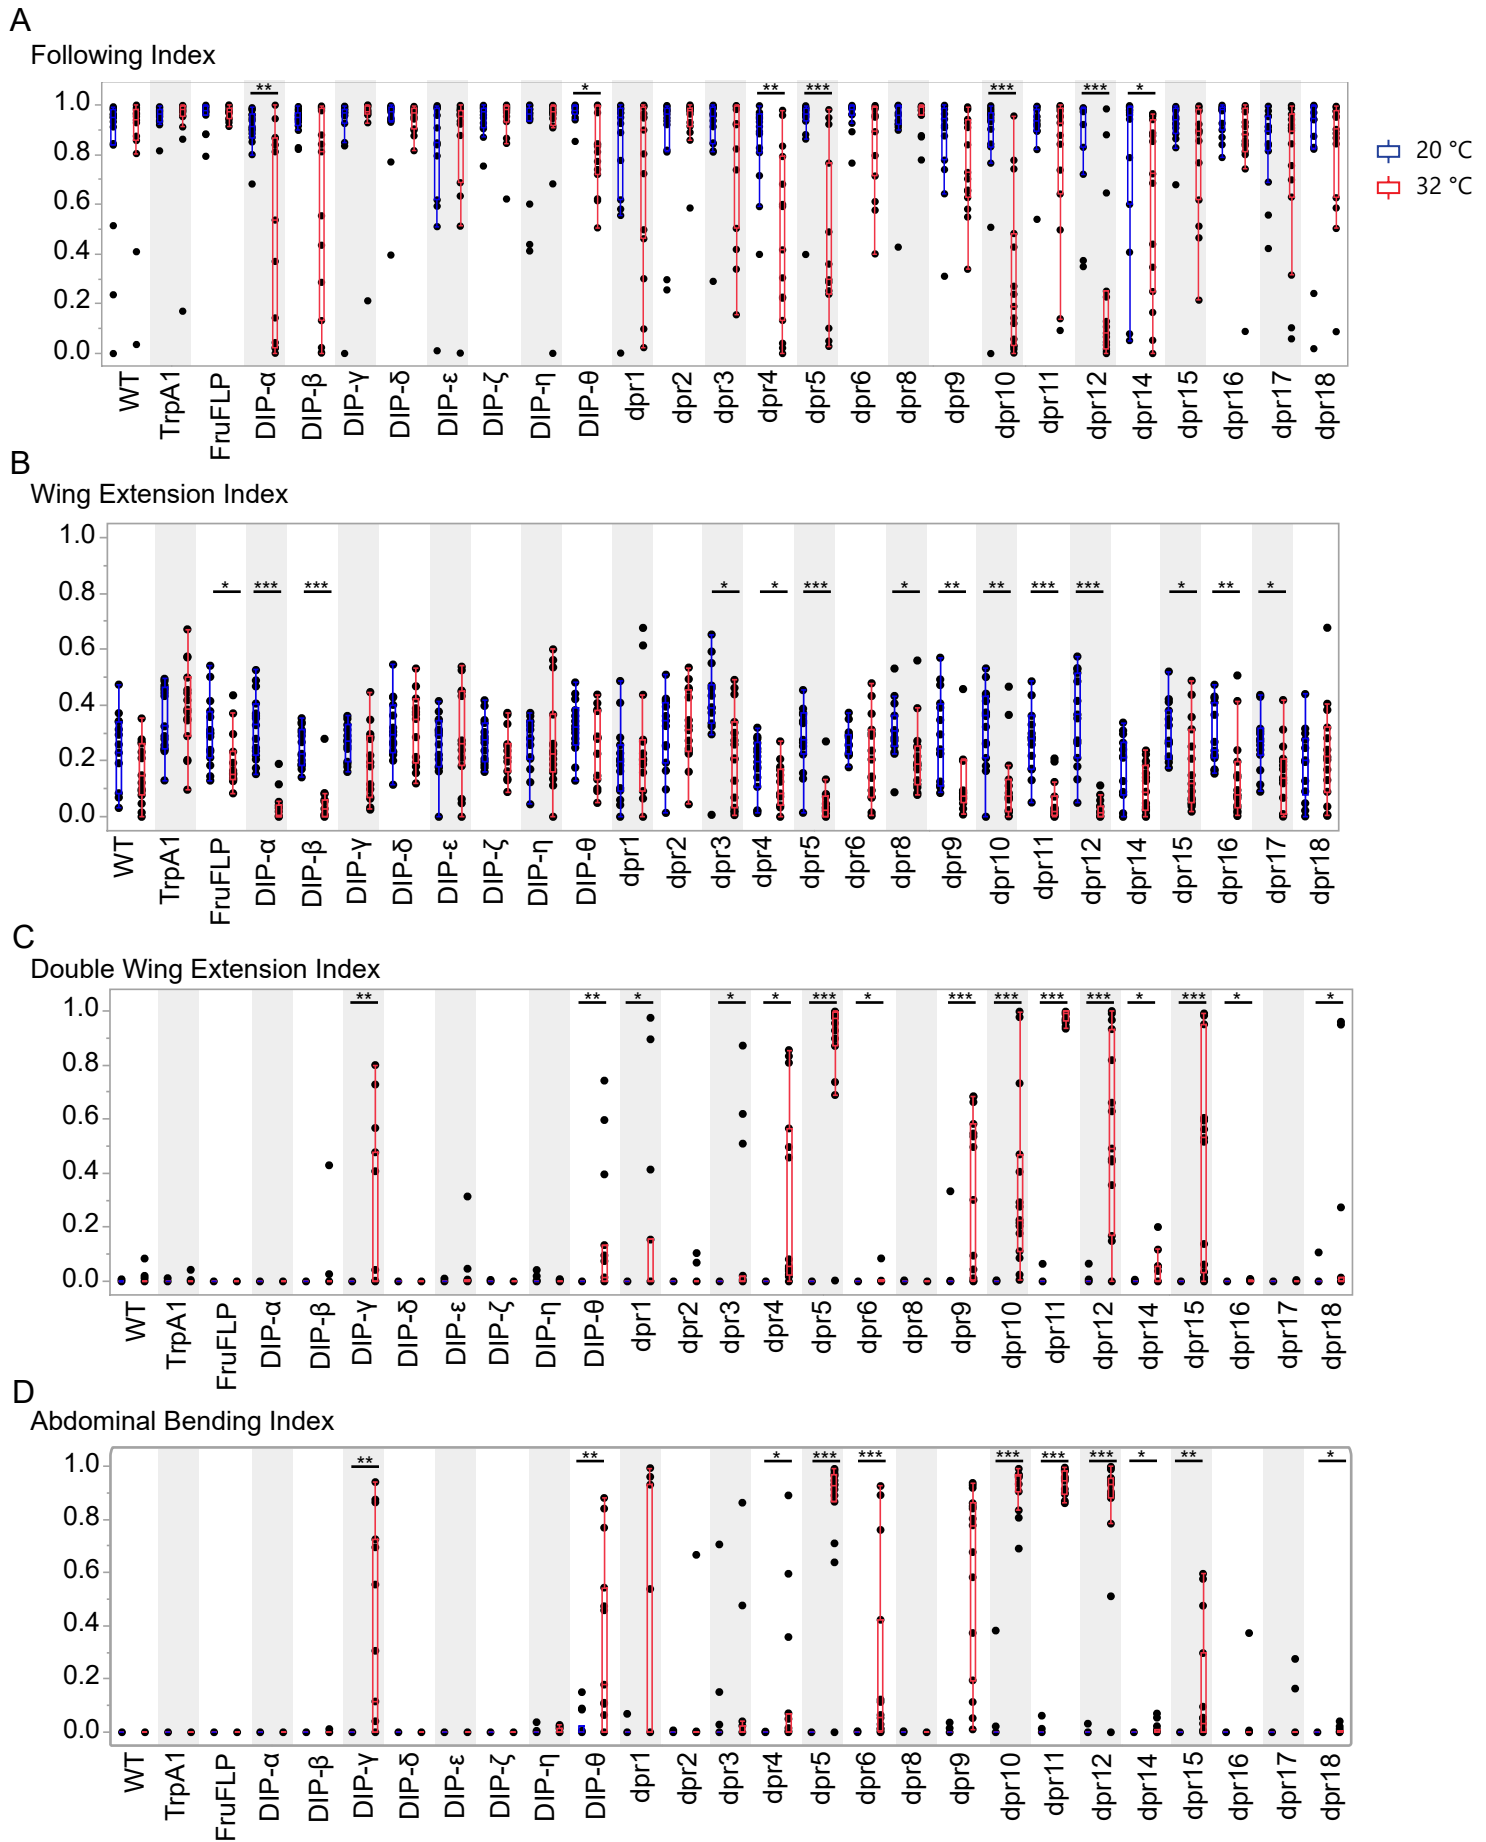 A
Following Index
** * ** *** *** *** *
1.0
0.8
0.6
0.4
0.2
0.0
20 °C
32 °C
WT TrpA1 FruFLP DIP-α DIP-β DIP-γ DIP-δ DIP-ε DIP-ζ DIP-η DIP-θ dpr1 dpr2 dpr3 dpr4 dpr5 dpr6 dpr8 dpr9 dpr10 dpr11 dpr12 dpr14 dpr15 dpr16 dpr17 dpr18
B
Wing Extension Index
1.0
0.8
* *** *** * * *** * ** ** *** *** * ** *
0.6
0.4
0.2
0.0
WT TrpA1 FruFLP DIP-α DIP-β DIP-γ DIP-δ DIP-ε DIP-ζ DIP-η DIP-θ dpr1 dpr2 dpr3 dpr4 dpr5 dpr6 dpr8 dpr9 dpr10 dpr11 dpr12 dpr14 dpr15 dpr16 dpr17 dpr18
C
Double Wing Extension Index
** ** * * * *** * *** *** *** *** * *** * *
1.0
0.8
0.6
0.4
0.2
0.0
WT TrpA1 FruFLP DIP-α DIP-β DIP-γ DIP-δ DIP-ε DIP-ζ DIP-η DIP-θ dpr1 dpr2 dpr3 dpr4 dpr5 dpr6 dpr8 dpr9 dpr10 dpr11 dpr12 dpr14 dpr15 dpr16 dpr17 dpr18
D
Abdominal Bending Index
** ** * *** *** *** *** *** * ** *
1.0
0.8
0.6
0.4
0.2
0.0
WT TrpA1 FruFLP DIP-α DIP-β DIP-γ DIP-δ DIP-ε DIP-ζ DIP-η DIP-θ dpr1 dpr2 dpr3 dpr4 dpr5 dpr6 dpr8 dpr9 dpr10 dpr11 dpr12 dpr14 dpr15 dpr16 dpr17 dpr18